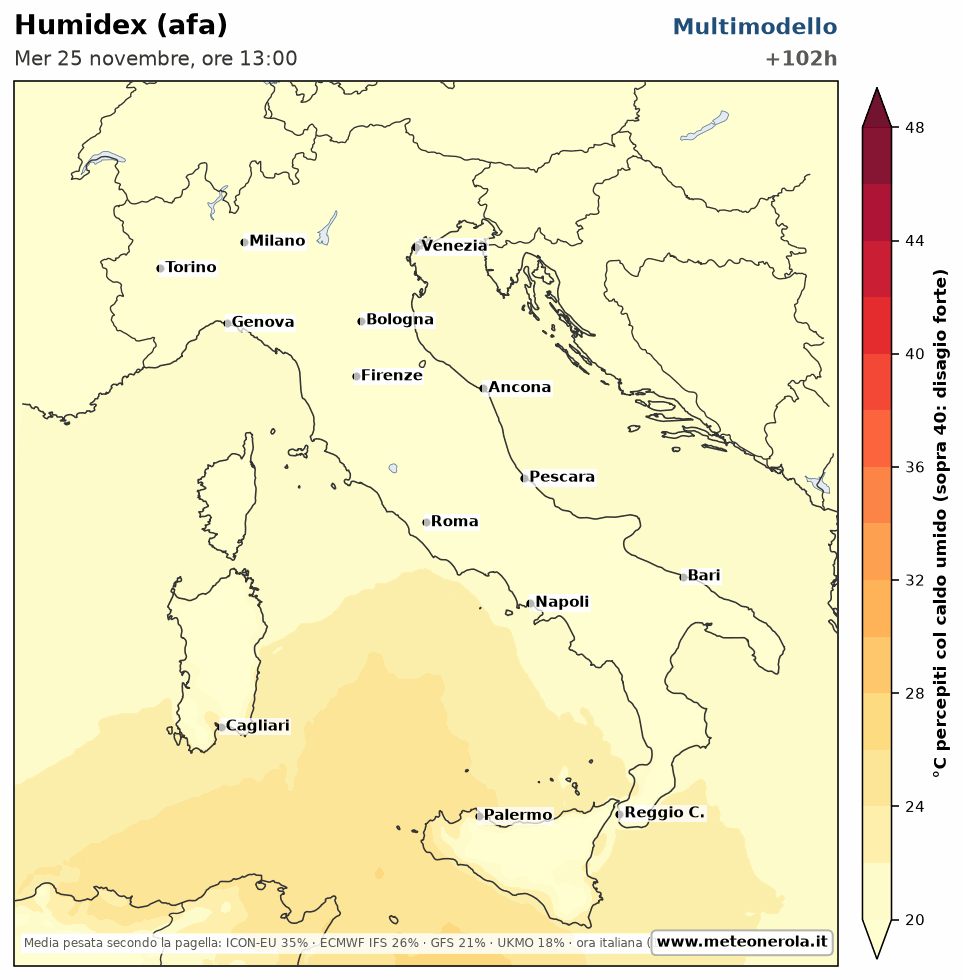 Humidex (afa)
Multimodello
Mer 25 novembre, ore 13:00
+102h
48
44
40
36
32
28
24
20
°C percepiti col caldo umido (sopra 40: disagio forte)
Milano
Venezia
Torino
Genova
Bologna
Firenze
Ancona
Pescara
Roma
Bari
Napoli
Cagliari
Palermo
Reggio C.
Media pesata secondo la pagella: ICON-EU 35% · ECMWF IFS 26% · GFS 21% · UKMO 18% · ora italiana (
www.meteonerola.it